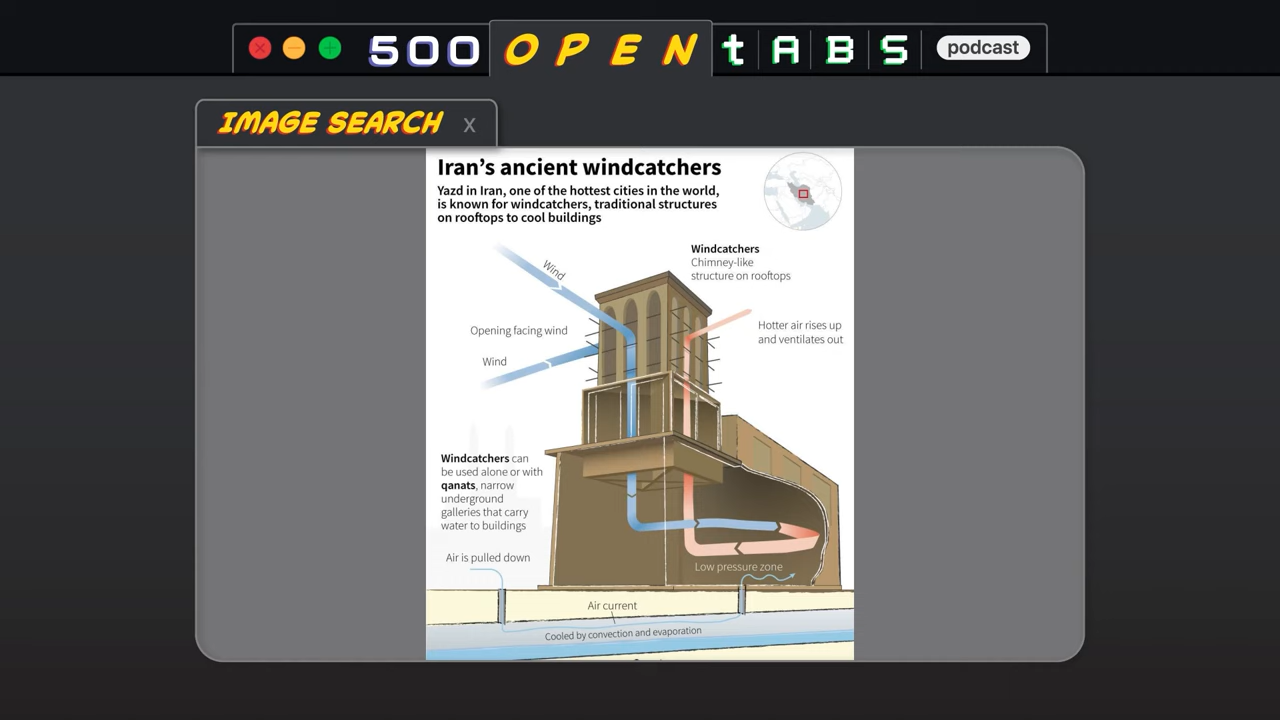 500 OPEN tABS podcast
IMAGE SEARCH X
Iran's ancient windcatchers
Yazd in Iran, one of the hottest cities in the world,
is known for windcatchers, traditional structures
on rooftops to cool buildings
Windcatchers
Chimney-like
structure on rooftops
Wind
Opening facing wind
Hotter air rises up
and ventilates out
Wind
Windcatchers can
be used alone or with
qanats, narrow
underground
galleries that carry
water to buildings
Air is pulled down
Low pressure zone
Air current
Cooled by convection and evaporation